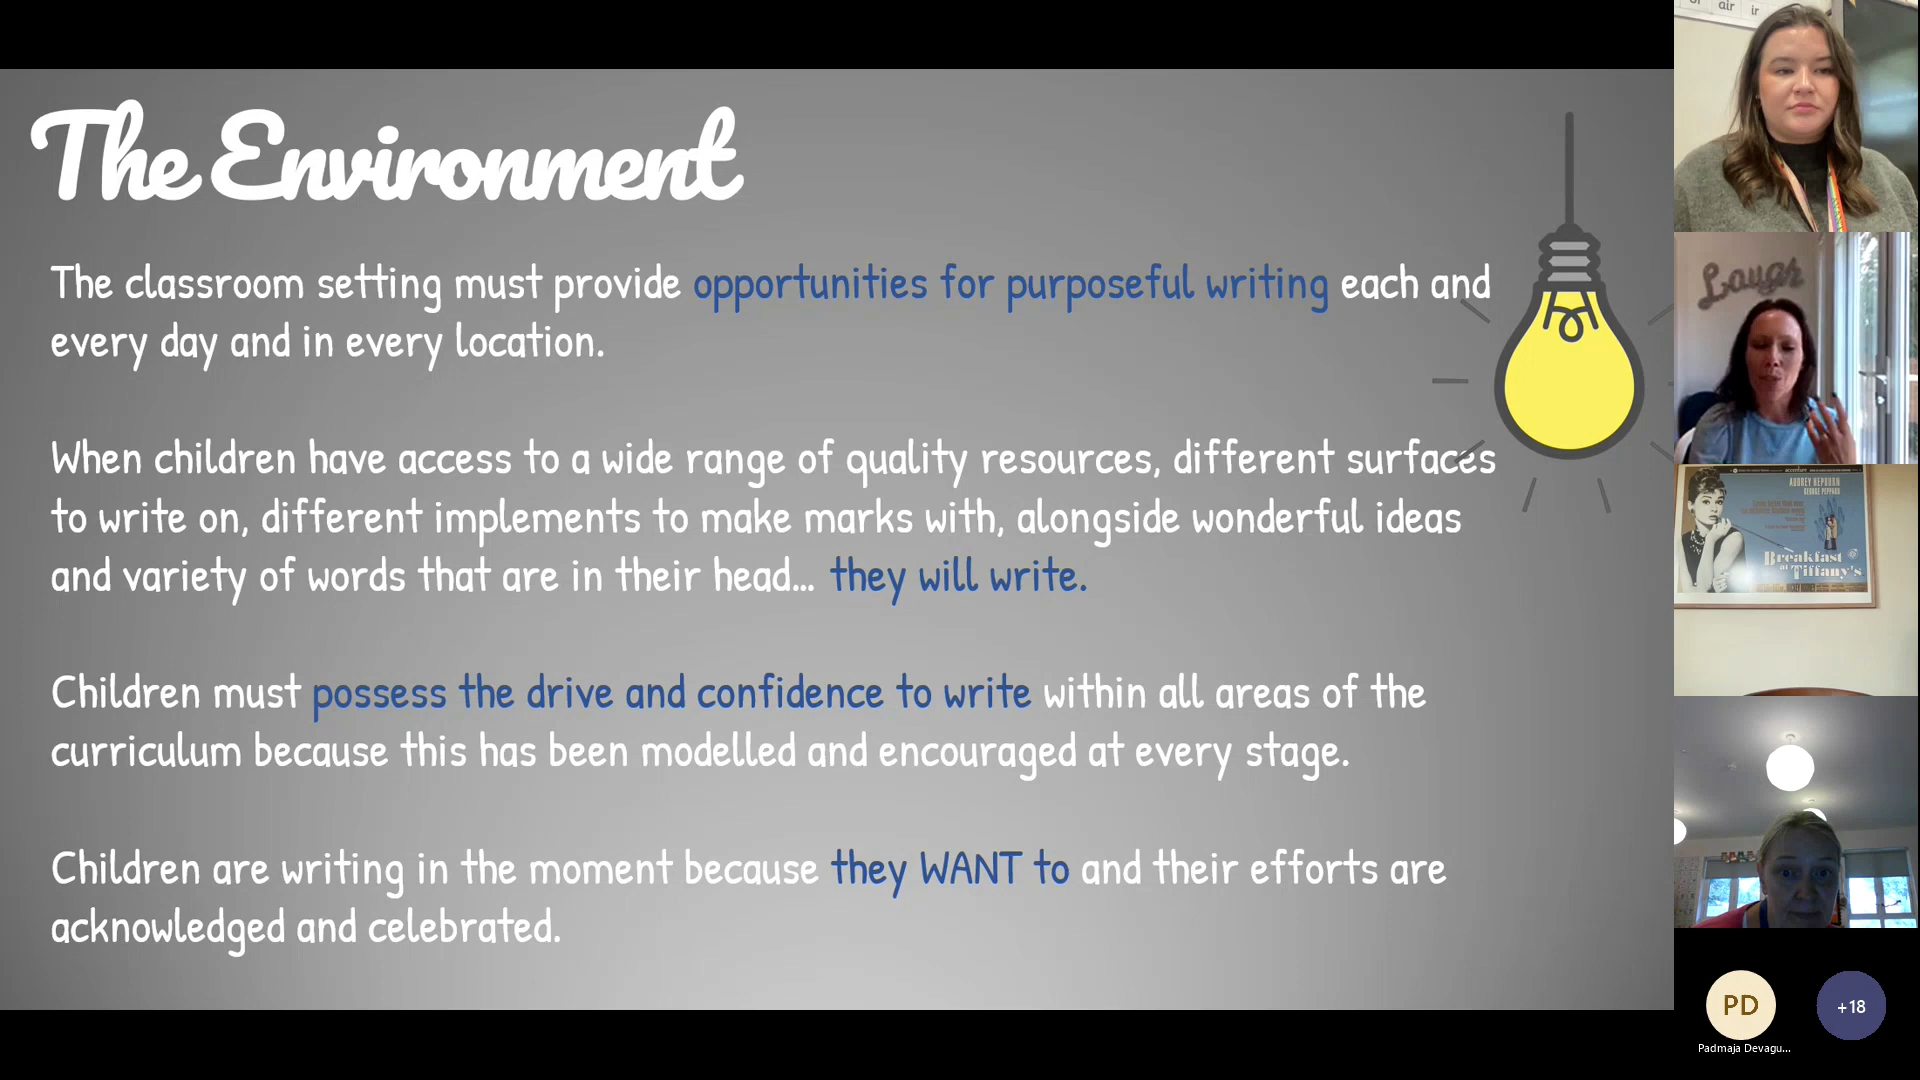 The Environment
The classroom setting must provide opportunities for purposeful writing each and
every day and in every location.
When children have access to a wide range of quality resources, different surfaces
to write on, different implements to make marks with, alongside wonderful ideas
and variety of words that are in their head... they will write.
Children must possess the drive and confidence to write within all areas of the
curriculum because this has been modelled and encouraged at every stage.
Children are writing in the moment because they WANT to and their efforts are
acknowledged and celebrated.
air ir
Laugh
AUDREY HEPBURN
GEORGE PEPPARD
Breakfast
at Tiffany's
PD
+18
Padmaja Devagu...